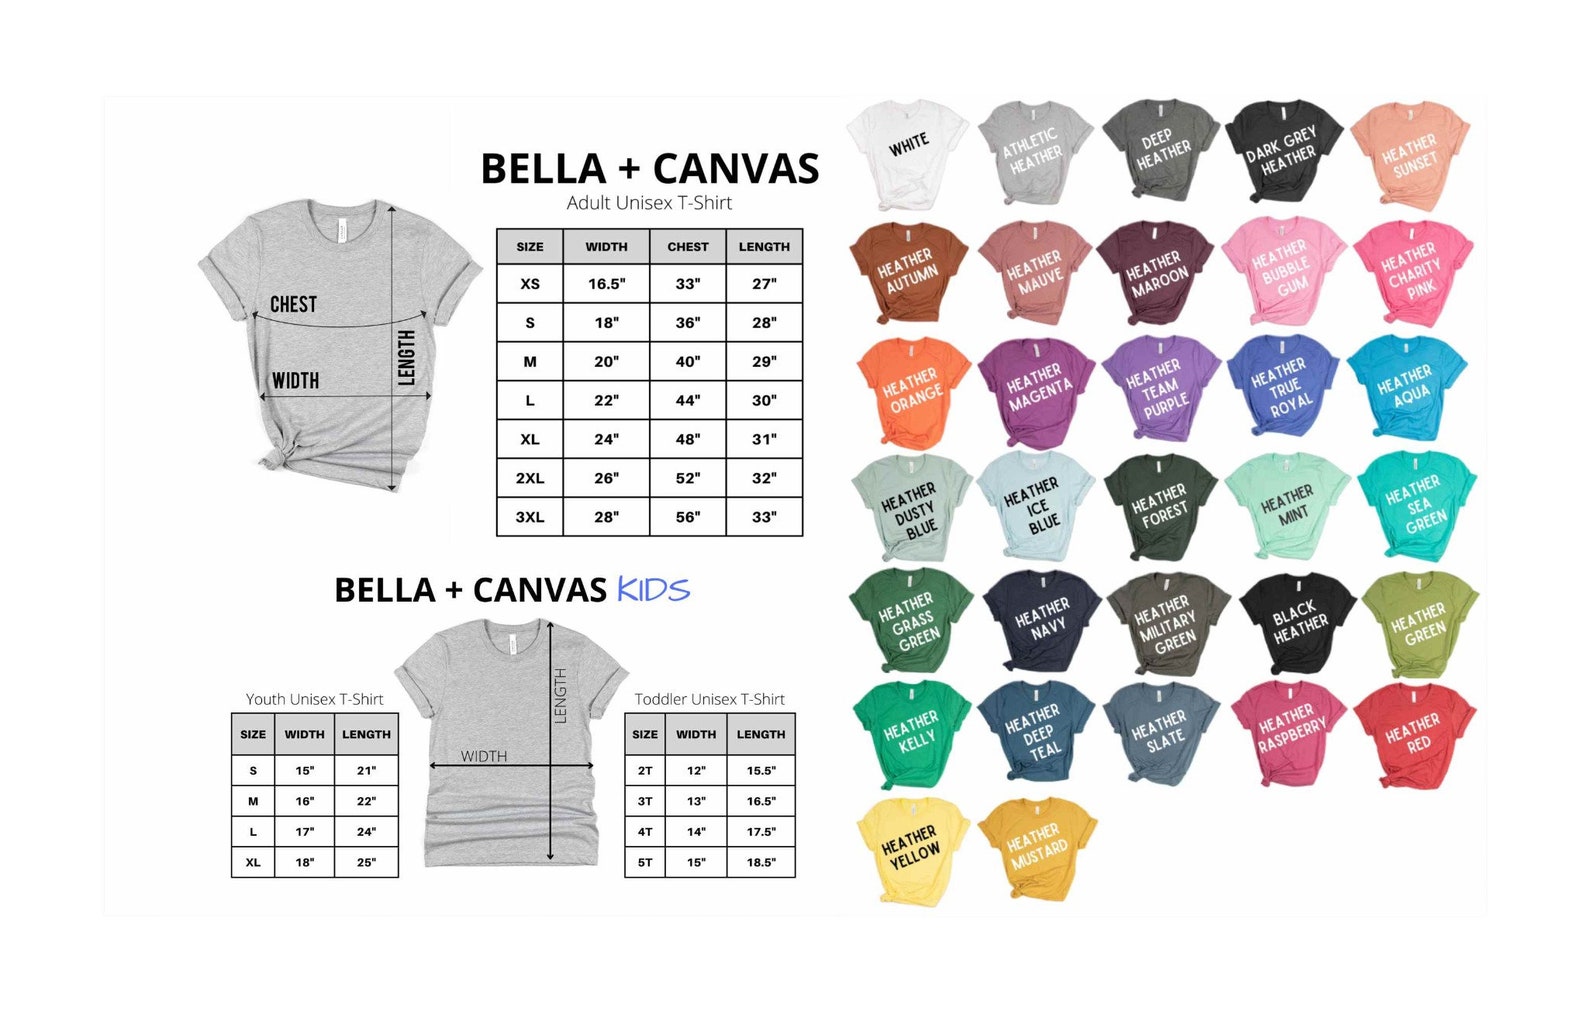 BELLA + CANVAS
Adult Unisex T-Shirt
CHEST
WIDTH
LENGTH
SIZE WIDTH CHEST LENGTH
XS 16.5" 33" 27"
S 18" 36" 28"
M 20" 40" 29"
L 22" 44" 30"
XL 24" 48" 31"
2XL 26" 52" 32"
3XL 28" 56" 33"
BELLA + CANVAS KIDS
WIDTH
LENGTH
Youth Unisex T-Shirt
SIZE WIDTH LENGTH
S 15" 21"
M 16" 22"
L 17" 24"
XL 18" 25"
Toddler Unisex T-Shirt
SIZE WIDTH LENGTH
2T 12" 15.5"
3T 13" 16.5"
4T 14" 17.5"
5T 15" 18.5"
WHITE
ATHLETIC
HEATHER
DEEP
HEATHER
DARK GREY
HEATHER
HEATHER
SUNSET
HEATHER
AUTUMN
HEATHER
MAUVE
HEATHER
MAROON
HEATHER
BUBBLE
GUM
HEATHER
CHARITY
PINK
HEATHER
ORANGE
HEATHER
MAGENTA
HEATHER
TEAM
PURPLE
HEATHER
TRUE
ROYAL
HEATHER
AQUA
HEATHER
DUSTY
BLUE
HEATHER
ICE
BLUE
HEATHER
FOREST
HEATHER
MINT
HEATHER
SEA
GREEN
HEATHER
GRASS
GREEN
HEATHER
NAVY
HEATHER
MILITARY
GREEN
BLACK
HEATHER
HEATHER
GREEN
HEATHER
KELLY
HEATHER
DEEP
TEAL
HEATHER
SLATE
HEATHER
RASPBERRY
HEATHER
RED
HEATHER
YELLOW
HEATHER
MUSTARD